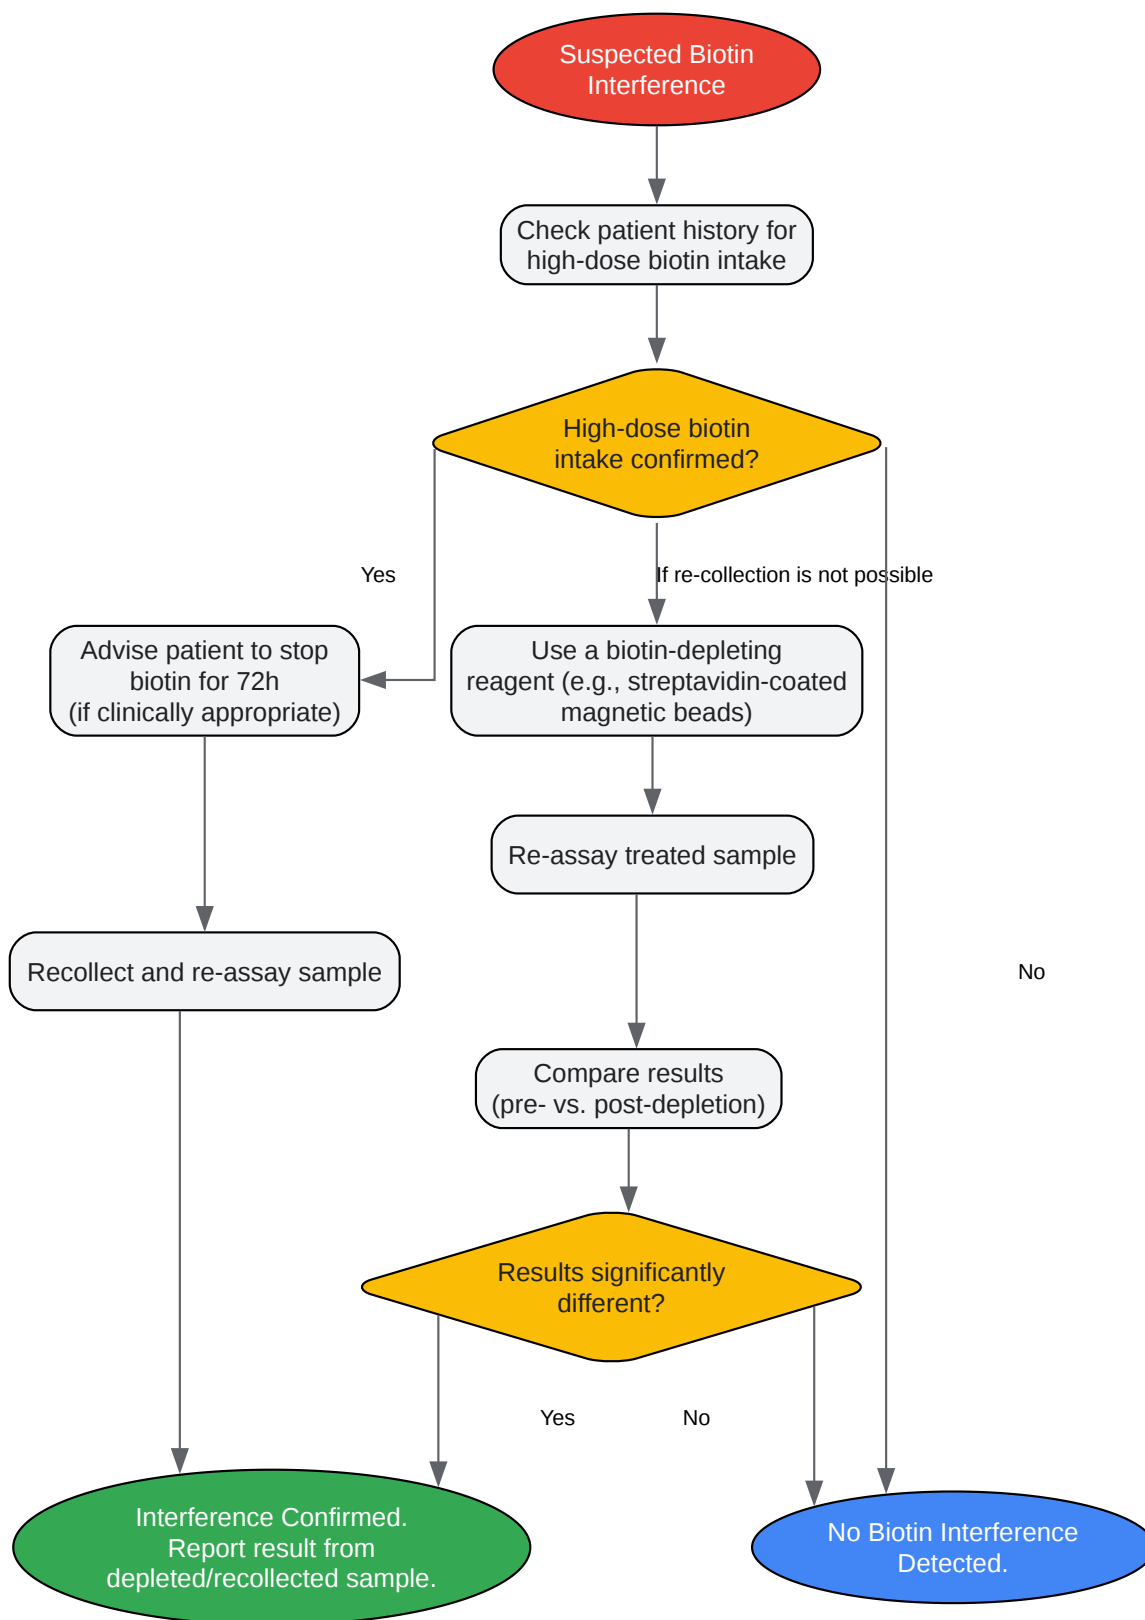 Suspected Biotin
Interference
Check patient history for
high-dose biotin intake
High-dose biotin
intake confirmed?
Yes
If re-collection is not possible
Advise patient to stop
biotin for 72h
(if clinically appropriate)
Use a biotin-depleting
reagent (e.g., streptavidin-coated
magnetic beads)
Re-assay treated sample
Recollect and re-assay sample
No
Compare results
(pre- vs. post-depletion)
Results significantly
different?
Yes
No
Interference Confirmed.
Report result from
depleted/recollected sample.
No Biotin Interference
Detected.